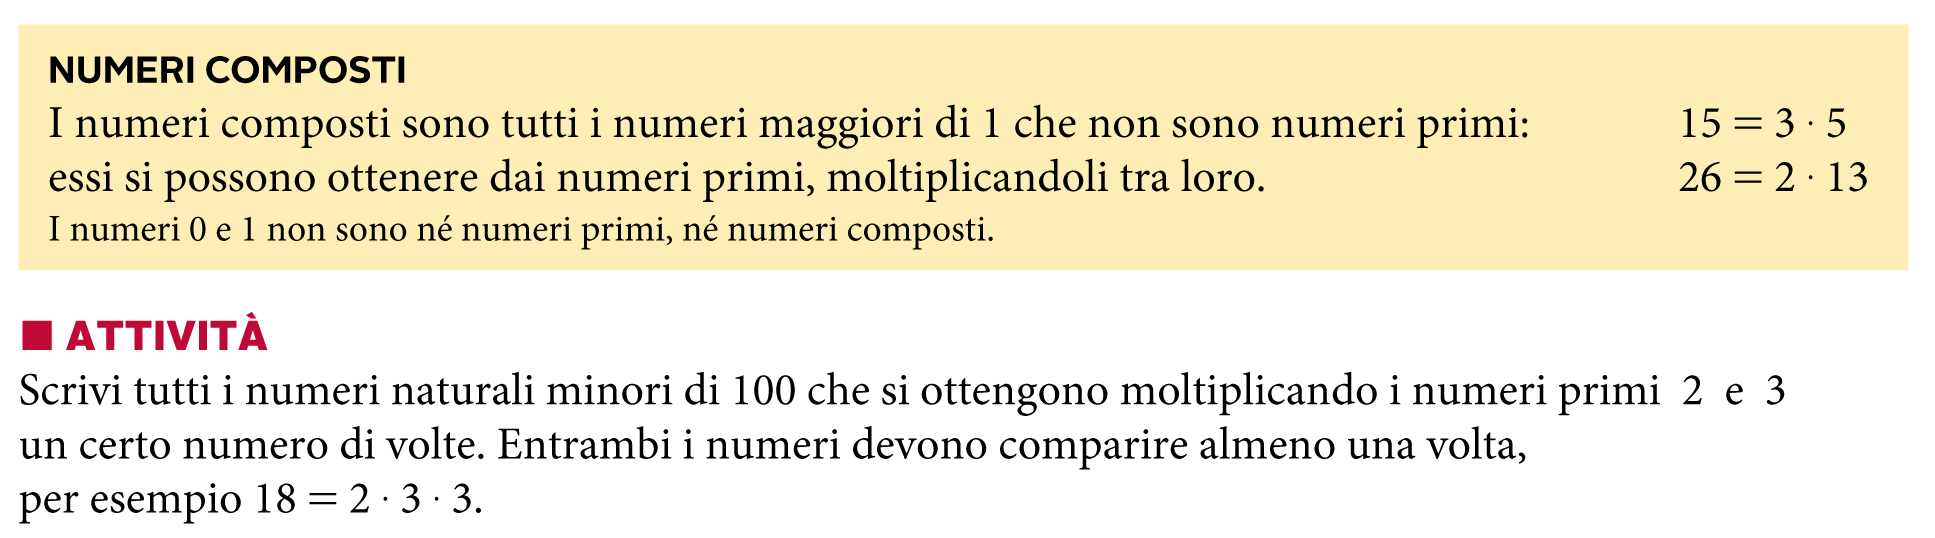 NUMERI COMPOSTI
I numeri composti sono tutti i numeri maggiori di 1 che non sono numeri primi: 15 = 3 · 5
essi si possono ottenere dai numeri primi, moltiplicandoli tra loro. 26 = 2 · 13
I numeri 0 e 1 non sono né numeri primi, né numeri composti.
■ ATTIVITÀ
Scrivi tutti i numeri naturali minori di 100 che si ottengono moltiplicando i numeri primi 2 e 3
un certo numero di volte. Entrambi i numeri devono comparire almeno una volta,
per esempio 18 = 2 · 3 · 3.